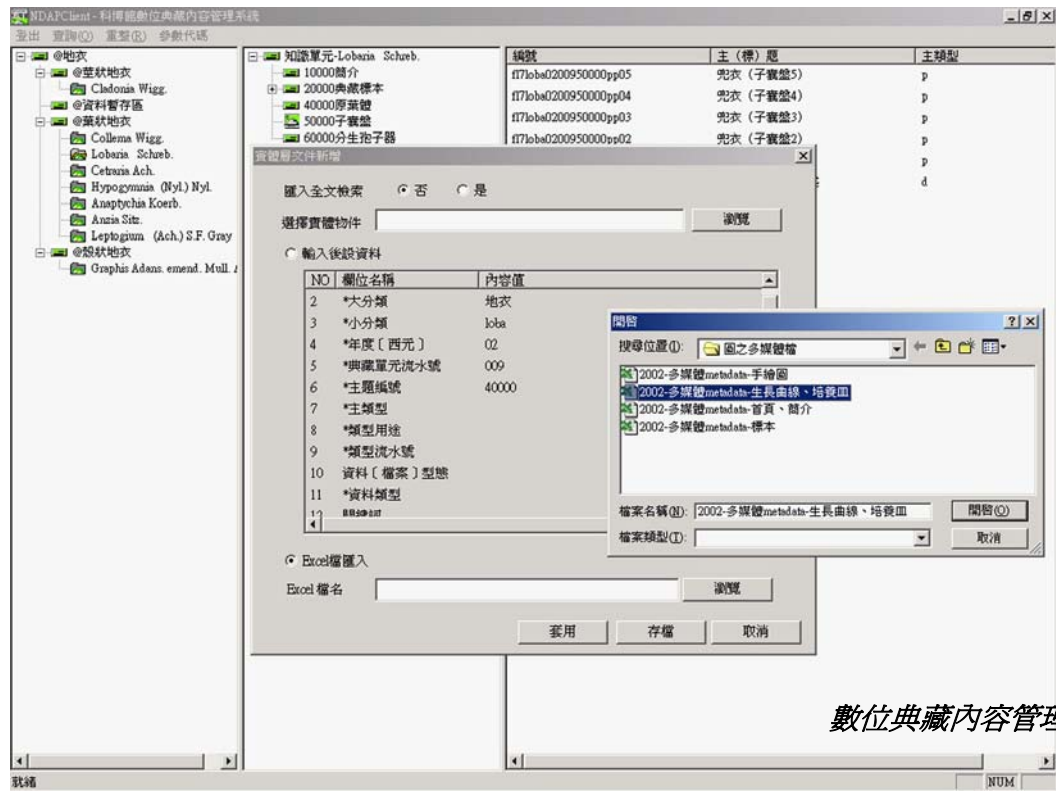 NDAPClient - 科博館數位典藏內容管理系統
登出 查詢(Q) 重整(R) 參數代碼
@地衣
@莖狀地衣
Cladonia Wigg.
@資料暫存區
@葉狀地衣
Collema Wigg.
Lobaria Schreb.
Cetraria Ach.
Hypogymnia (Nyl.) Nyl.
Anaptychia Koerb.
Anzia Sitz.
Leptogium (Ach.) S.F. Gray
@殼狀地衣
Graphis Adans. emend. Mull.
知識單元-Lobaria Schreb.
10000簡介
20000典藏標本
40000原葉體
50000子囊盤
60000分生孢子器
編號 主（標）題 主類型
f171oba0200950000pp05 兜衣（子囊盤5） p
f171oba0200950000pp04 兜衣（子囊盤4） p
f171oba0200950000pp03 兜衣（子囊盤3） p
f171oba0200950000pp02 兜衣（子囊盤2） p
p
d
實體層文件新增
匯入全文檢索 否 是
選擇實體物件 瀏覽
輸入後設資料
NO 欄位名稱 內容值
2 *大分類 地衣
3 *小分類 loba
4 *年度〔西元〕 02
5 *典藏單元流水號 009
6 *主題編號 40000
7 *主類型
8 *類型用途
9 *類型流水號
10 資料〔檔案〕型態
11 *資料類型
12
Excel檔匯入
Excel 檔名 瀏覽
套用 存檔 取消
開啟
搜尋位置(I): 圖之多媒體檔
2002-多媒體metadata-手繪圖
2002-多媒體metadata-生長曲線、培養皿
2002-多媒體metadata-首頁、簡介
2002-多媒體metadata-標本
檔案名稱(N): 2002-多媒體metadata-生長曲線、培養皿 開啟(O)
檔案類型(T): 取消
數位典藏內容管理
就緒 NUM